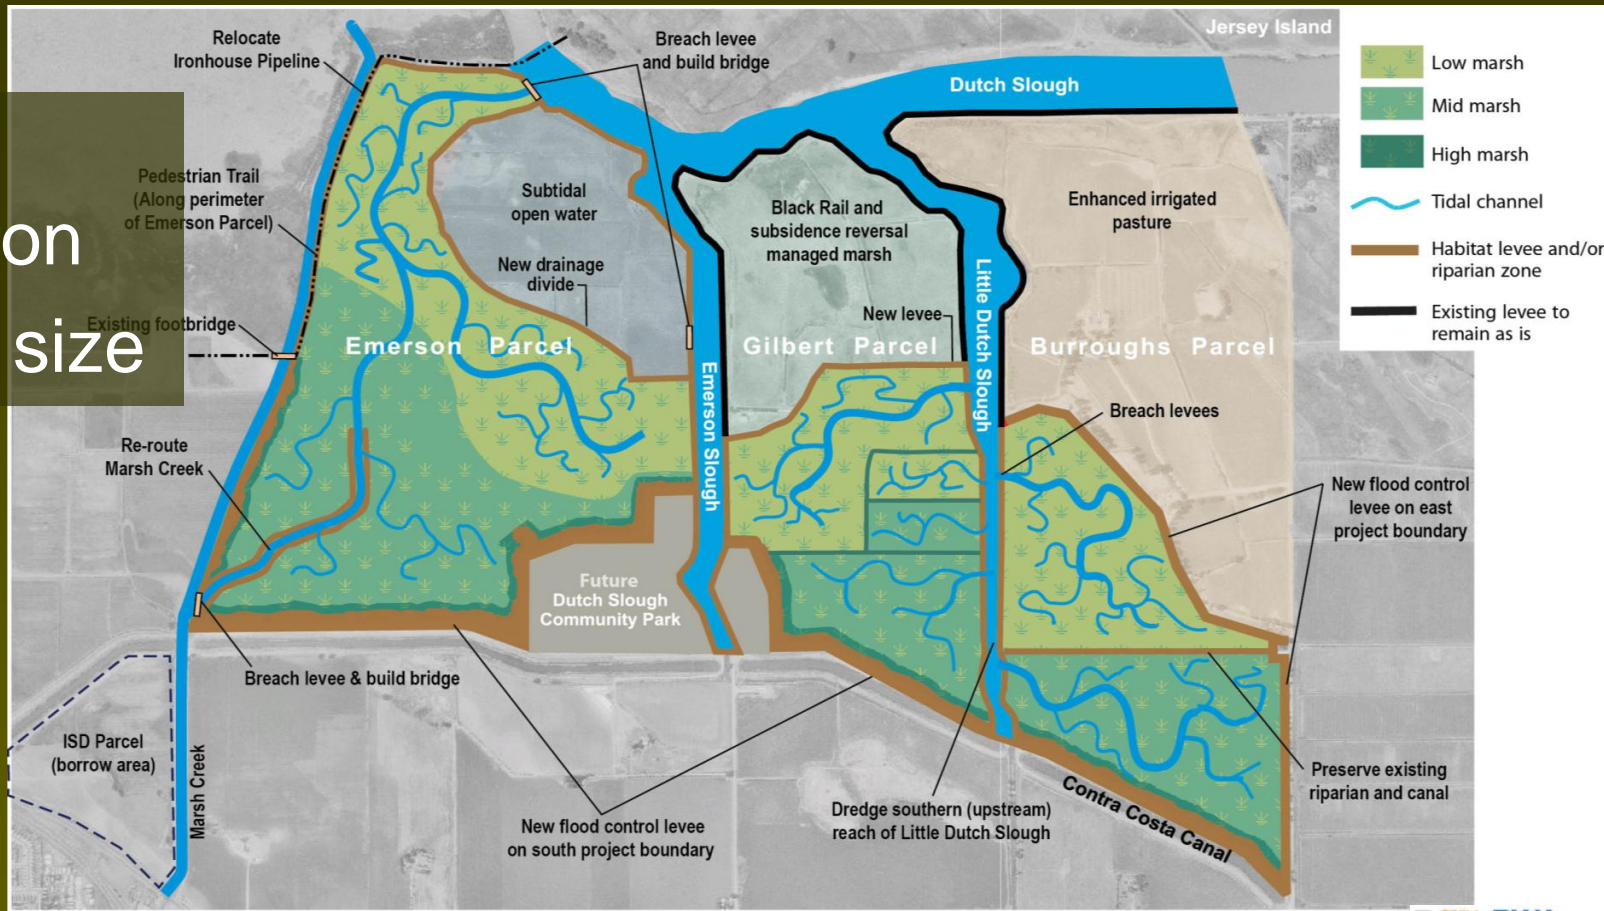 on
size
Relocate
Ironhouse Pipeline
Breach levee
and build bridge
Jersey Island
Dutch Slough
Low marsh
Mid marsh
High marsh
Tidal channel
Habitat levee and/or
riparian zone
Existing levee to
remain as is
Pedestrian Trail
(Along perimeter
of Emerson Parcel)
Subtidal
open water
New drainage
divide
Black Rail and
subsidence reversal
managed marsh
Enhanced irrigated
pasture
Existing footbridge
New levee
Emerson Parcel
Gilbert Parcel
Burroughs Parcel
Emerson Slough
Little Dutch Slough
Breach levees
Re-route
Marsh Creek
New flood control
levee on east
project boundary
Future
Dutch Slough
Community Park
Breach levee & build bridge
ISD Parcel
(borrow area)
Marsh Creek
New flood control levee
on south project boundary
Dredge southern (upstream)
reach of Little Dutch Slough
Contra Costa Canal
Preserve existing
riparian and canal